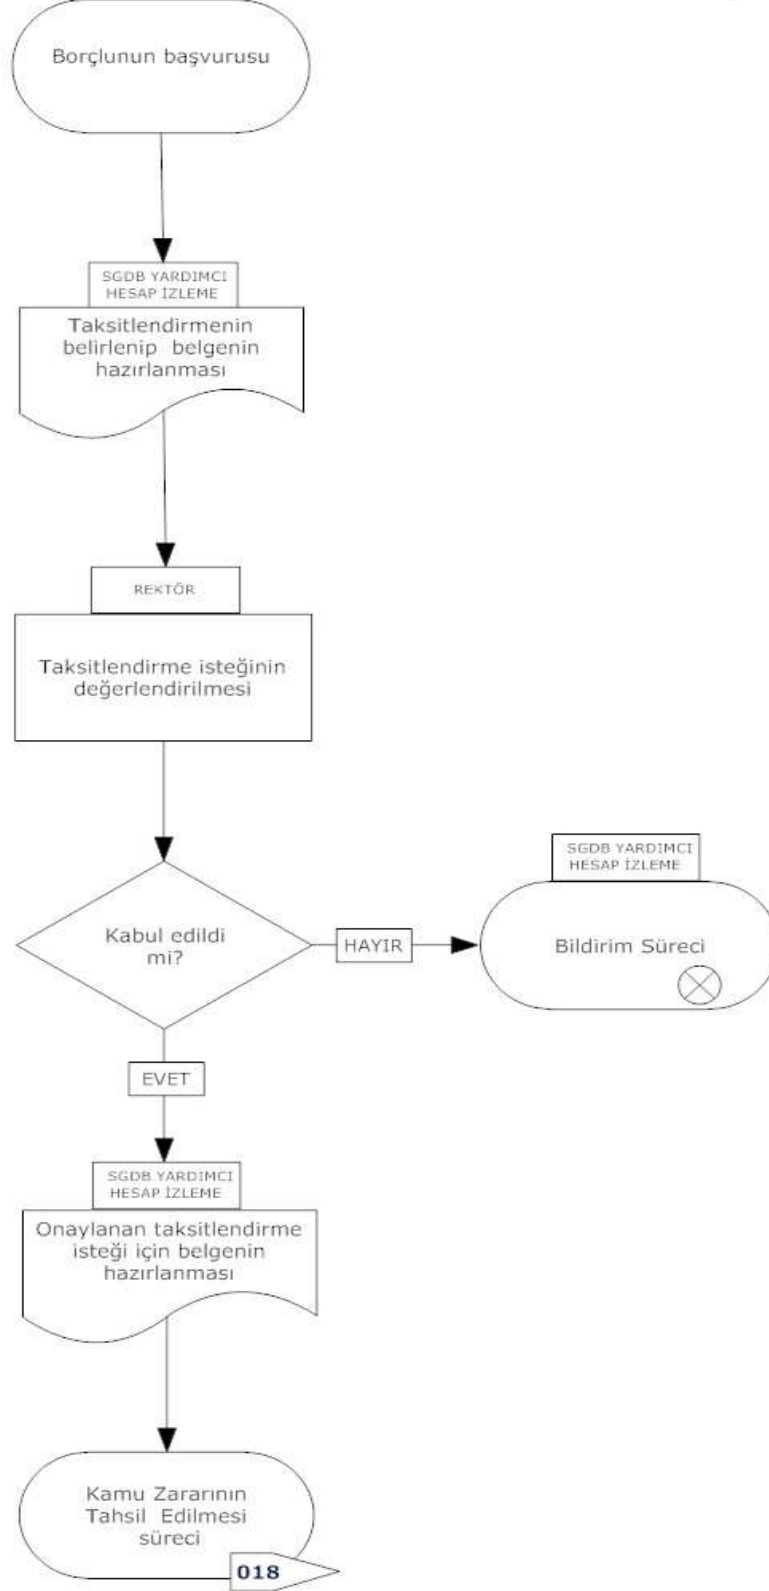 Borçlunun başvurusu
SGDB YARDIMCI
HESAP İZLEME
Taksitlendirmenin
belirlenip belgenin
hazırlanması
REKTÖR
Taksitlendirme isteğinin
değerlendirilmesi
Kabul edildi
mi?
HAYIR
SGDB YARDIMCI
HESAP İZLEME
Bildirim Süreci
EVET
SGDB YARDIMCI
HESAP İZLEME
Onaylanan taksitlendirme
isteği için belgenin
hazırlanması
Kamu Zararının
Tahsil Edilmesi
süreci
018